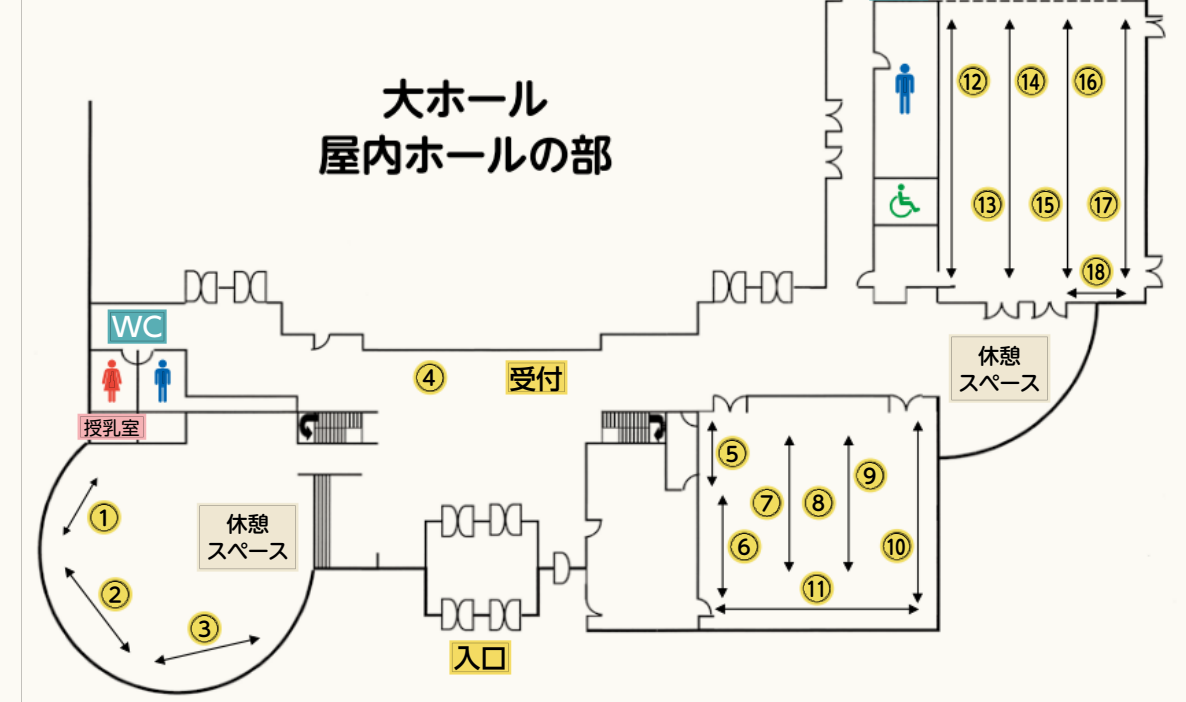 大ホール
屋内ホールの部
⑫
⑭
⑯
⑬
⑮
⑰
⑱
WC
授乳室
④
受付
休憩
スペース
①
②
③
休憩
スペース
⑤
⑥
⑦
⑧
⑨
⑩
⑪
入口